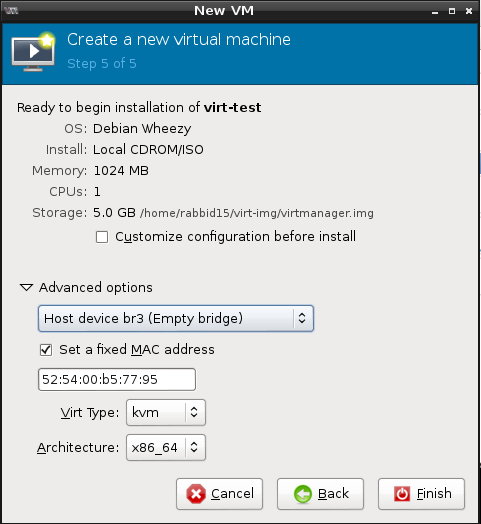 New VM
Create a new virtual machine
Step 5 of 5
Ready to begin installation of virt-test
OS: Debian Wheezy
Install: Local CDROM/ISO
Memory: 1024 MB
CPUs: 1
Storage: 5.0 GB /home/rabbid15/virt-img/virtmanager.img
Customize configuration before install
Advanced options
Host device br3 (Empty bridge)
Set a fixed MAC address
52:54:00:b5:77:95
Virt Type: kvm
Architecture: x86_64
Cancel Back Finish